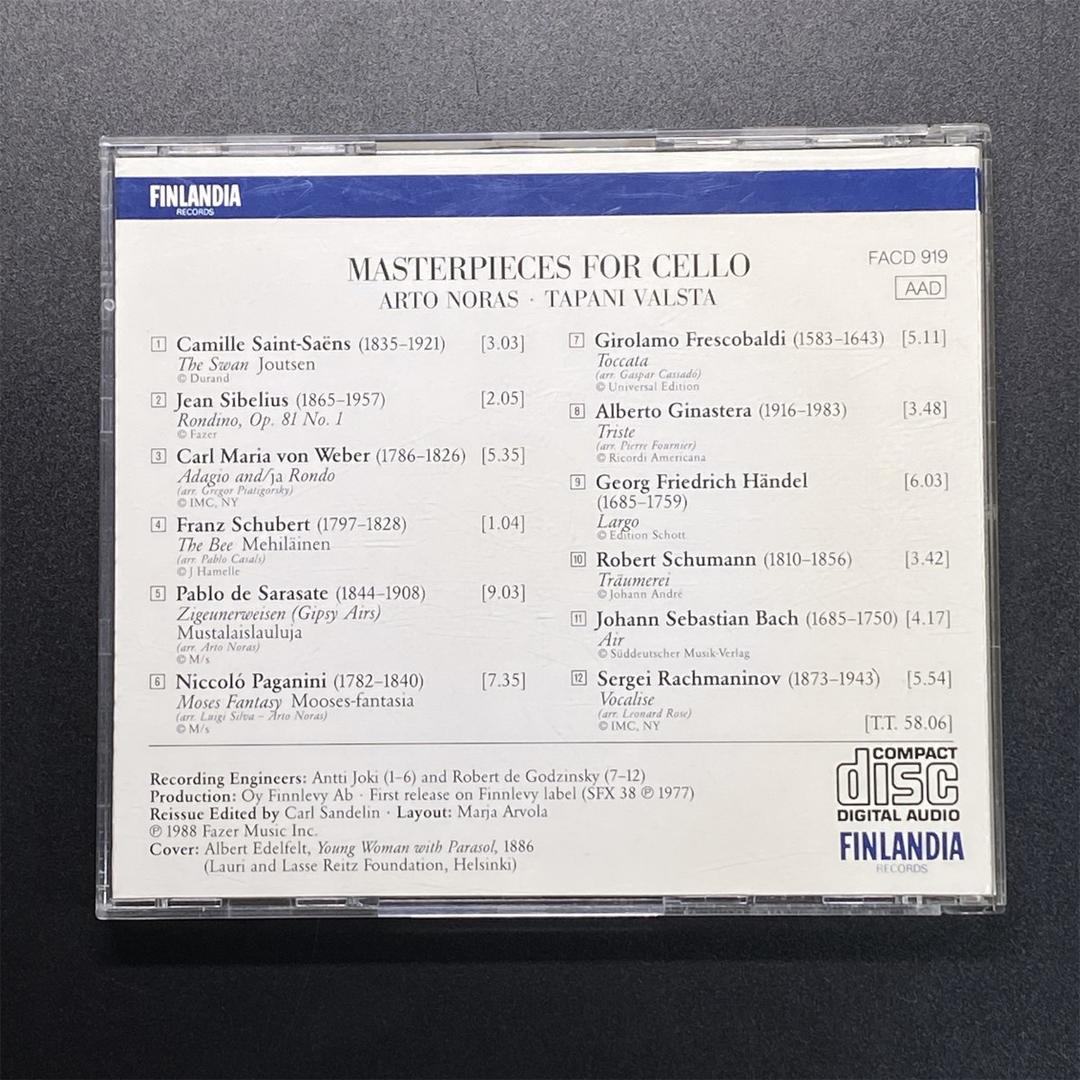 FINLANDIA
RECORDS
MASTERPIECES FOR CELLO
ARTO NORAS · TAPANI VALSTA
FACD 919
AAD
1 Camille Saint-Saëns (1835–1921) [3.03]
The Swan Joutsen
© Durand
2 Jean Sibelius (1865–1957) [2.05]
Rondino, Op. 81 No. 1
© Fazer
3 Carl Maria von Weber (1786–1826) [5.35]
Adagio and/ja Rondo
(arr. Gregor Piatigorsky)
© IMC, NY
4 Franz Schubert (1797–1828) [1.04]
The Bee Mehiläinen
(arr. Pablo Casals)
© J Hamelle
5 Pablo de Sarasate (1844–1908) [9.03]
Zigeunerweisen (Gipsy Airs)
Mustalaislauluja
(arr. Arto Noras)
© M/s
6 Niccoló Paganini (1782–1840) [7.35]
Moses Fantasy Mooses-fantasia
(arr. Luigi Silva – Arto Noras)
© M/s
7 Girolamo Frescobaldi (1583–1643) [5.11]
Toccata
(arr. Gaspar Cassadó)
© Universal Edition
8 Alberto Ginastera (1916–1983) [3.48]
Triste
(arr. Pierre Fournier)
© Ricordi Americana
9 Georg Friedrich Händel [6.03]
(1685–1759)
Largo
© Edition Schott
10 Robert Schumann (1810–1856) [3.42]
Träumerei
© Johann André
11 Johann Sebastian Bach (1685–1750) [4.17]
Air
© Süddeutscher Musik-Verlag
12 Sergei Rachmaninov (1873–1943) [5.54]
Vocalise
(arr. Leonard Rose)
© IMC, NY
[T.T. 58.06]
Recording Engineers: Antti Joki (1–6) and Robert de Godzinsky (7–12)
Production: Oy Finnlevy Ab · First release on Finnlevy label (SFX 38 ℗ 1977)
Reissue Edited by Carl Sandelin · Layout: Marja Arvola
℗ 1988 Fazer Music Inc.
Cover: Albert Edelfelt, Young Woman with Parasol, 1886
(Lauri and Lasse Reitz Foundation, Helsinki)
COMPACT
disc
DIGITAL AUDIO
FINLANDIA
RECORDS